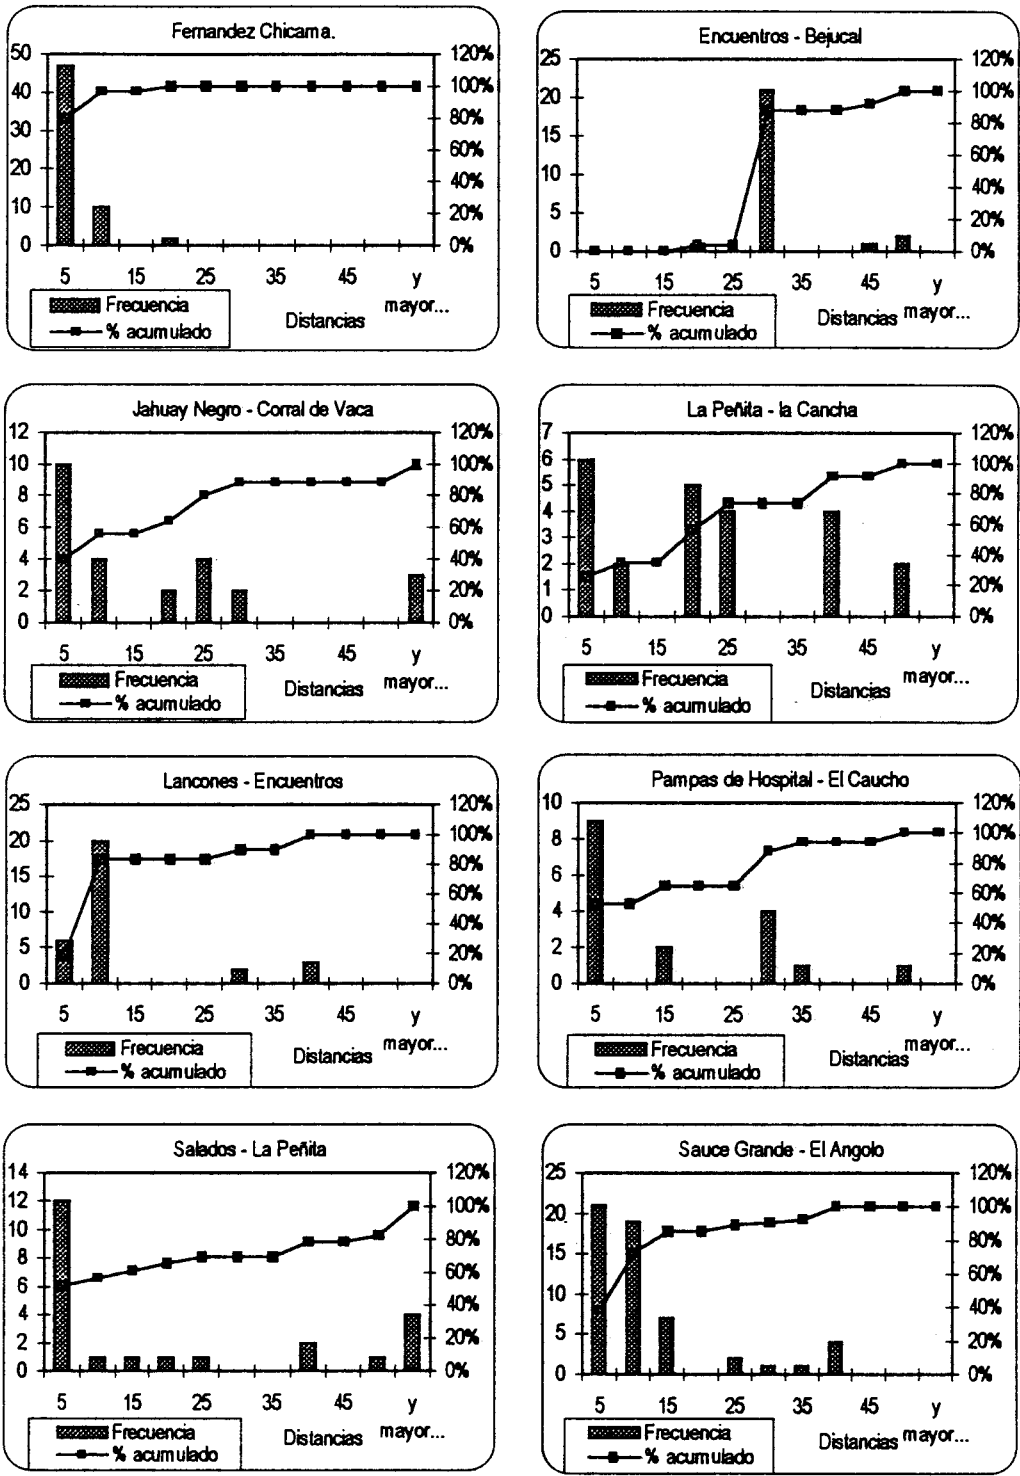 Fernandez Chicama.
50
40
30
20
10
0
120%
100%
80%
60%
40%
20%
0%
5 15 25 35 45 y mayor...
Distancias
Frecuencia
% acumulado
Encuentros - Bejucal
25
20
15
10
5
0
120%
100%
80%
60%
40%
20%
0%
5 15 25 35 45 y mayor...
Distancias
Frecuencia
% acumulado
Jahuay Negro - Corral de Vaca
12
10
8
6
4
2
0
120%
100%
80%
60%
40%
20%
0%
5 15 25 35 45 y mayor...
Distancias
Frecuencia
% acumulado
La Peñita - la Cancha
7
6
5
4
3
2
1
0
120%
100%
80%
60%
40%
20%
0%
5 15 25 35 45 y mayor...
Distancias
Frecuencia
% acumulado
Lancones - Encuentros
25
20
15
10
5
0
120%
100%
80%
60%
40%
20%
0%
5 15 25 35 45 y mayor...
Distancias
Frecuencia
% acumulado
Pampas de Hospital - El Caucho
10
8
6
4
2
0
120%
100%
80%
60%
40%
20%
0%
5 15 25 35 45 y mayor...
Distancias
Frecuencia
% acumulado
Salados - La Peñita
14
12
10
8
6
4
2
0
120%
100%
80%
60%
40%
20%
0%
5 15 25 35 45 y mayor...
Distancias
Frecuencia
% acumulado
Sauce Grande - El Angolo
25
20
15
10
5
0
120%
100%
80%
60%
40%
20%
0%
5 15 25 35 45 y mayor...
Distancias
Frecuencia
% acumulado